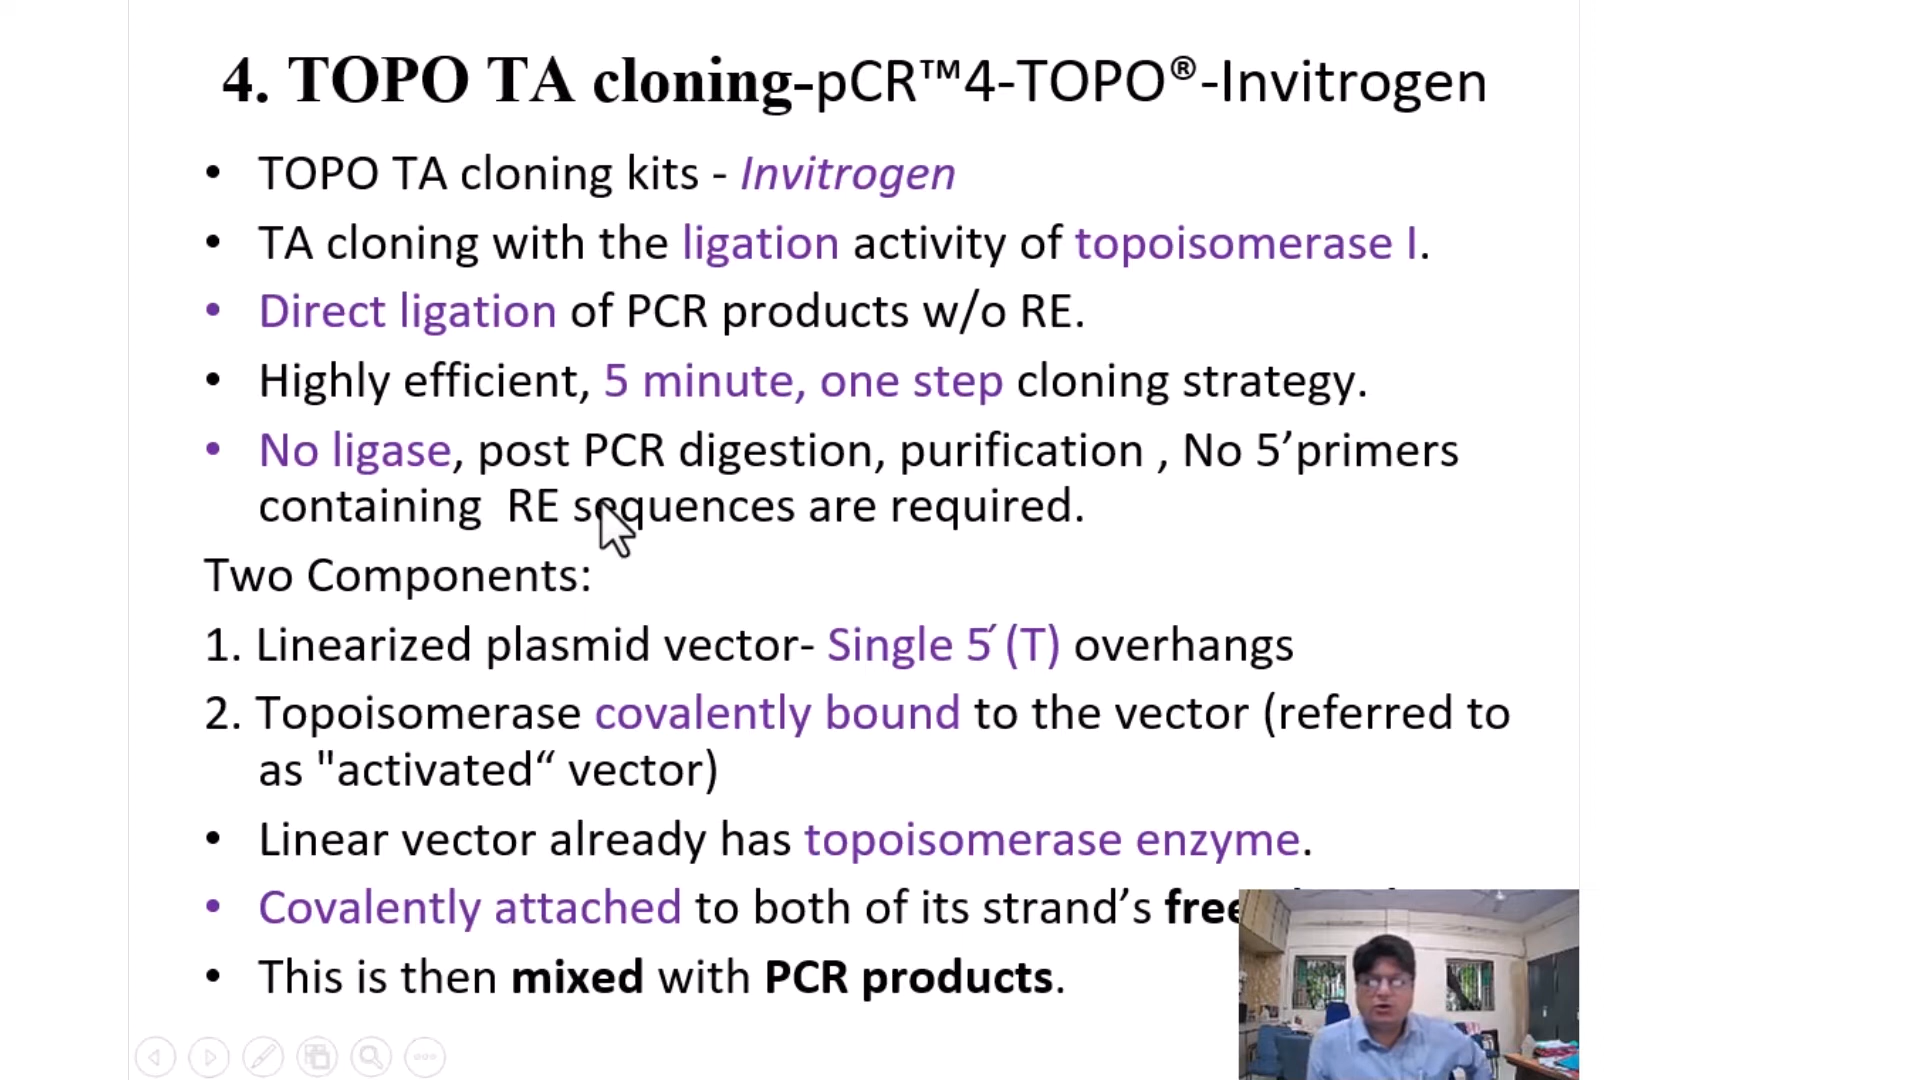 4. TOPO TA cloning-pCR™4-TOPO®-Invitrogen
• TOPO TA cloning kits - Invitrogen
• TA cloning with the ligation activity of topoisomerase I.
• Direct ligation of PCR products w/o RE.
• Highly efficient, 5 minute, one step cloning strategy.
• No ligase, post PCR digestion, purification , No 5’primers
containing RE sequences are required.
Two Components:
1. Linearized plasmid vector- Single 5´(T) overhangs
2. Topoisomerase covalently bound to the vector (referred to
as "activated“ vector)
• Linear vector already has topoisomerase enzyme.
• Covalently attached to both of its strand’s free
• This is then mixed with PCR products.